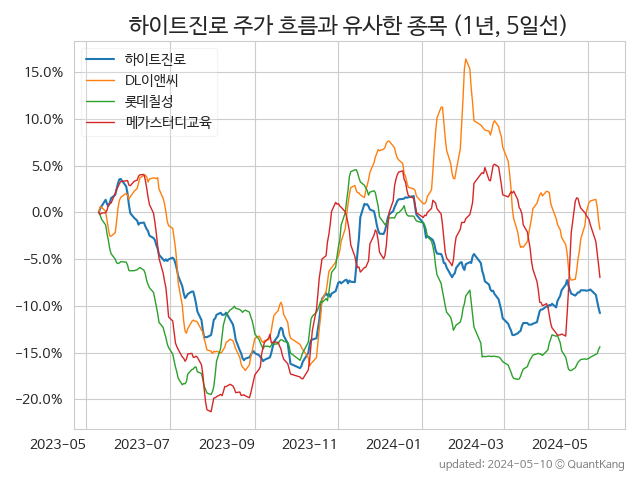 하이트진로 주가 흐름과 유사한 종목 (1년, 5일선)
하이트진로
DL이앤씨
롯데칠성
메가스터디교육
15.0%
10.0%
5.0%
0.0%
−5.0%
−10.0%
−15.0%
−20.0%
2023−05 2023−07 2023−09 2023−11 2024−01 2024−03 2024−05
updated: 2024−05−10 ⓒ QuantKang